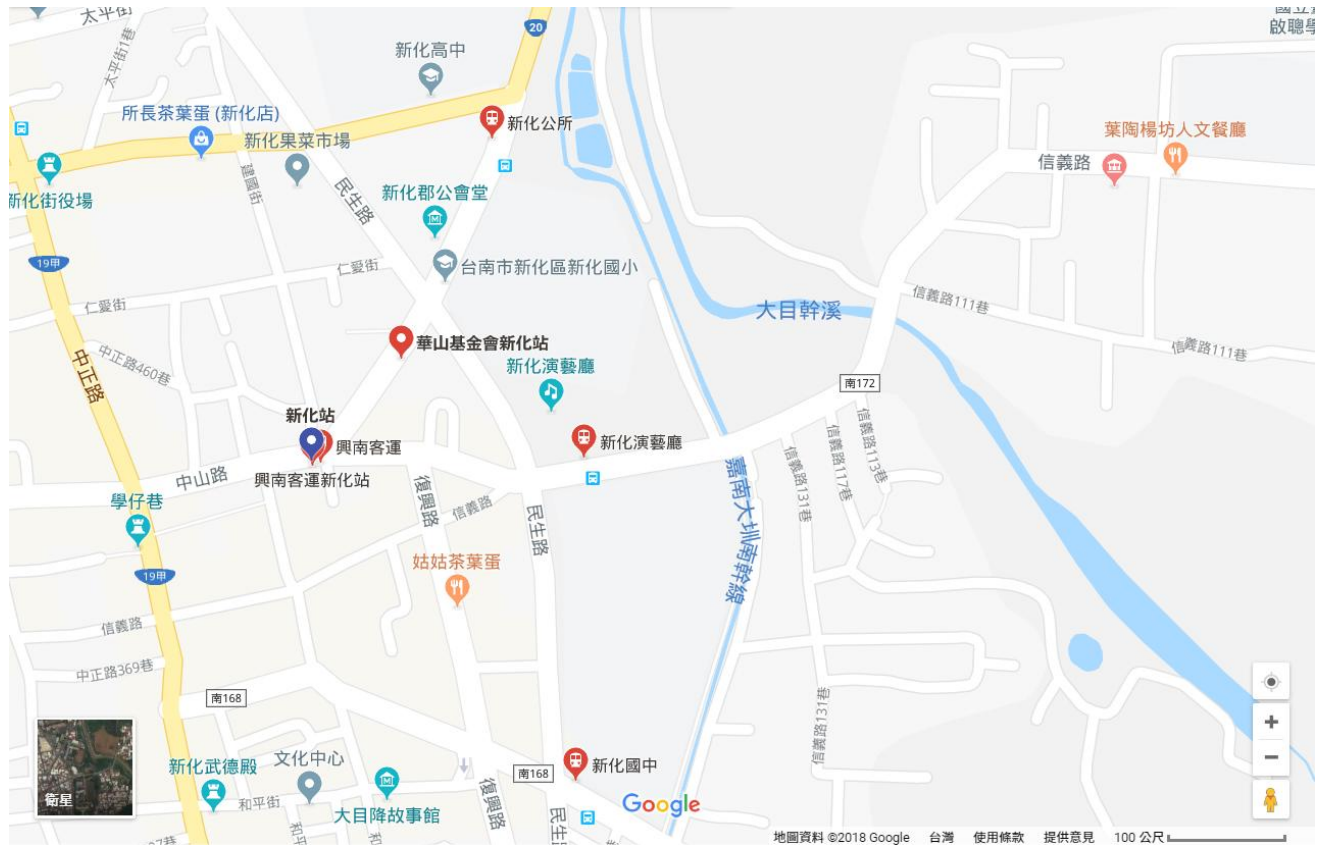 太平街
20
國立臺
啟聰學
新化高中
太平街1巷
所長茶葉蛋 (新化店)
新化公所
新化果菜市場
葉陶楊坊人文餐廳
信義路
建國街
民生路
新化街役場
新化郡公會堂
台南市新化區新化國小
19甲
仁愛街
仁愛街
信義路111巷
大目幹溪
信義路111巷
中正路
中正路460巷
華山基金會新化站
新化演藝廳
南172
新化站
興南客運
新化演藝廳
信義路113巷
信義路117巷
信義路131巷
中山路
興南客運新化站
復興路
信義路
嘉南大圳南幹線
學仔巷
民生路
姑姑茶葉蛋
19甲
信義路
中正路369巷
南168
信義路131巷
新化武德殿
文化中心
南168
新化國中
衛星
和平街
大目降故事館
復興路
民生
Google
和平
27巷
地圖資料 ©2018 Google
台灣
使用條款
提供意見
100 公尺